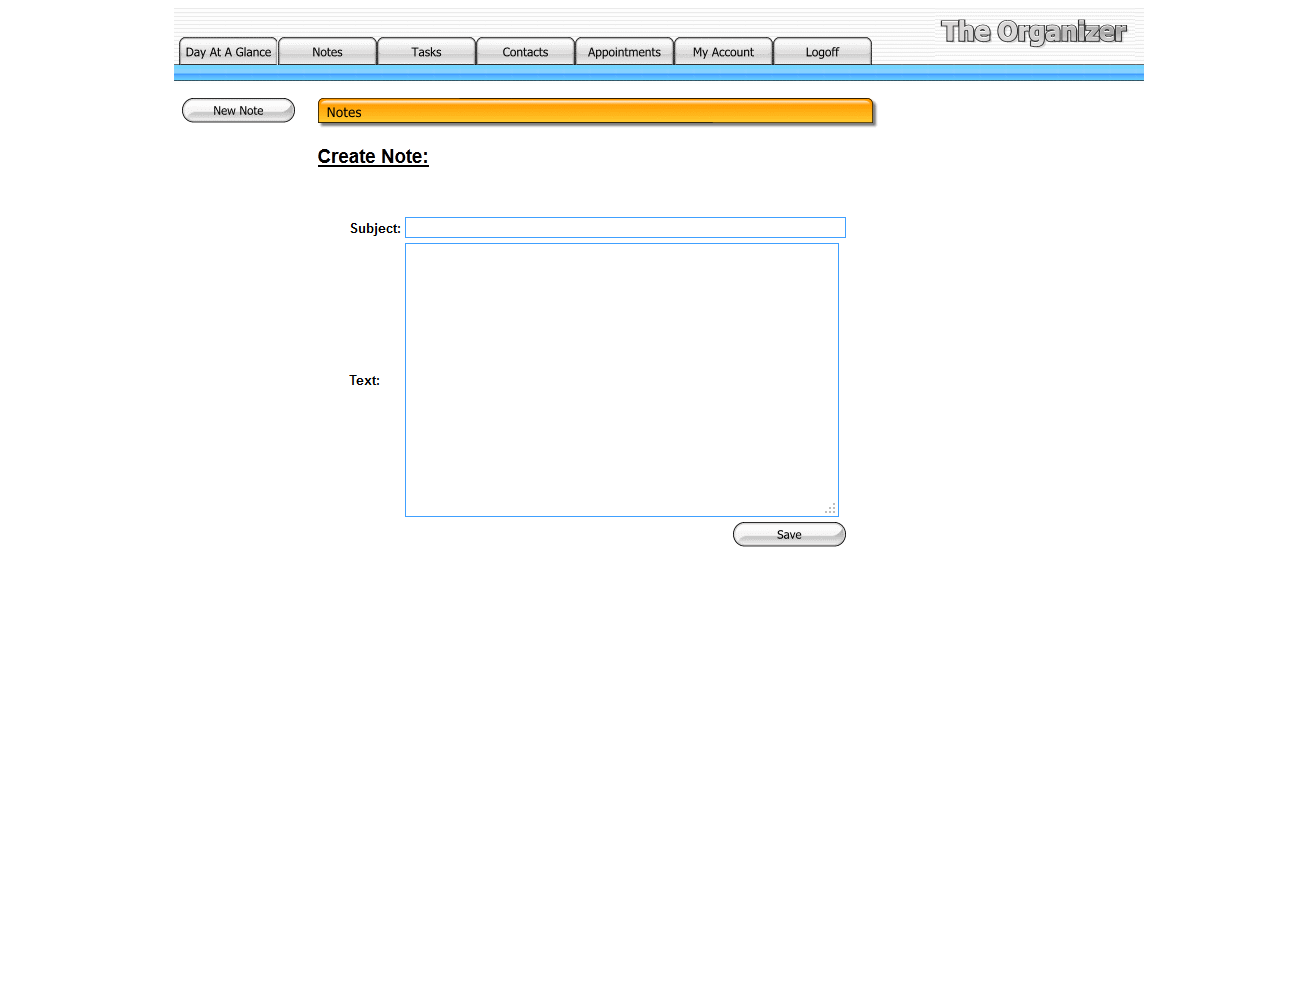 The Organizer
Day At A Glance Notes Tasks Contacts Appointments My Account Logoff
New Note
Notes
Create Note:
Subject:
Text:
Save